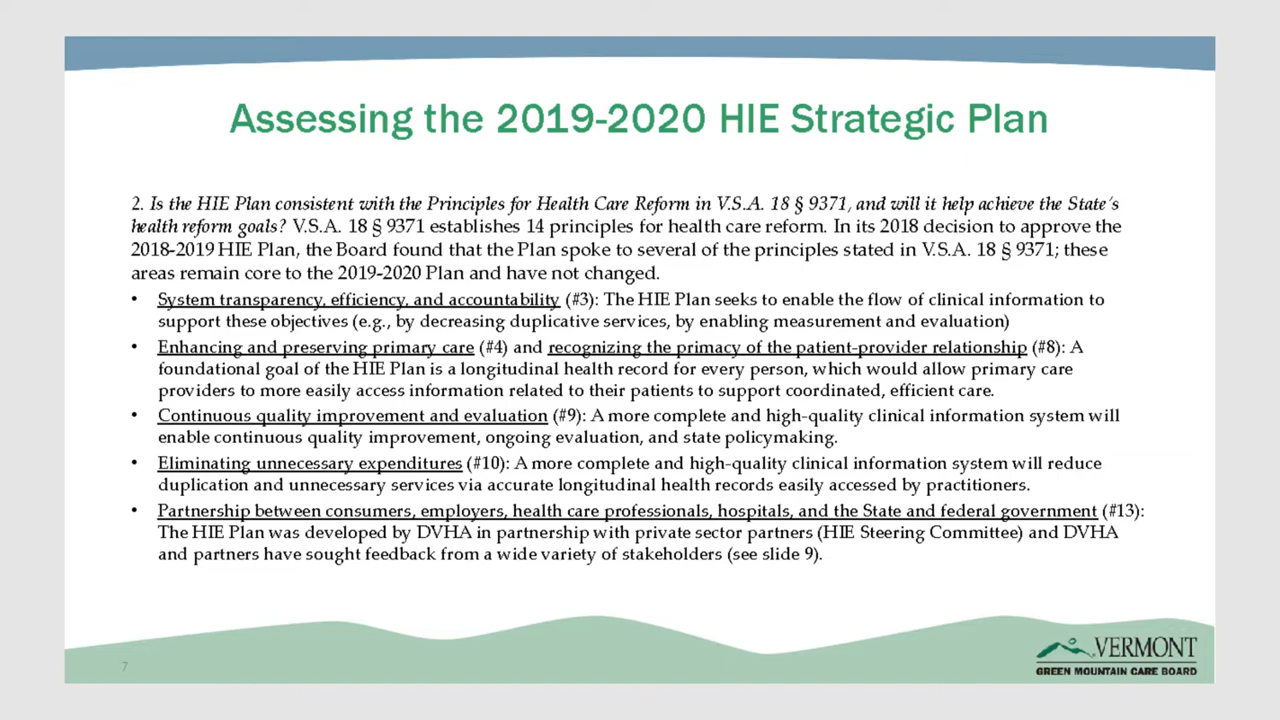 Assessing the 2019-2020 HIE Strategic Plan
2. Is the HIE Plan consistent with the Principles for Health Care Reform in V.S.A. 18 § 9371, and will it help achieve the State's
health reform goals? V.S.A. 18 § 9371 establishes 14 principles for health care reform. In its 2018 decision to approve the
2018-2019 HIE Plan, the Board found that the Plan spoke to several of the principles stated in V.S.A. 18 § 9371; these
areas remain core to the 2019-2020 Plan and have not changed.
• System transparency, efficiency, and accountability (#3): The HIE Plan seeks to enable the flow of clinical information to
support these objectives (e.g., by decreasing duplicative services, by enabling measurement and evaluation)
• Enhancing and preserving primary care (#4) and recognizing the primacy of the patient-provider relationship (#8): A
foundational goal of the HIE Plan is a longitudinal health record for every person, which would allow primary care
providers to more easily access information related to their patients to support coordinated, efficient care.
• Continuous quality improvement and evaluation (#9): A more complete and high-quality clinical information system will
enable continuous quality improvement, ongoing evaluation, and state policymaking.
• Eliminating unnecessary expenditures (#10): A more complete and high-quality clinical information system will reduce
duplication and unnecessary services via accurate longitudinal health records easily accessed by practitioners.
• Partnership between consumers, employers, health care professionals, hospitals, and the State and federal government (#13):
The HIE Plan was developed by DVHA in partnership with private sector partners (HIE Steering Committee) and DVHA
and partners have sought feedback from a wide variety of stakeholders (see slide 9).
7
VERMONT
GREEN MOUNTAIN CARE BOARD